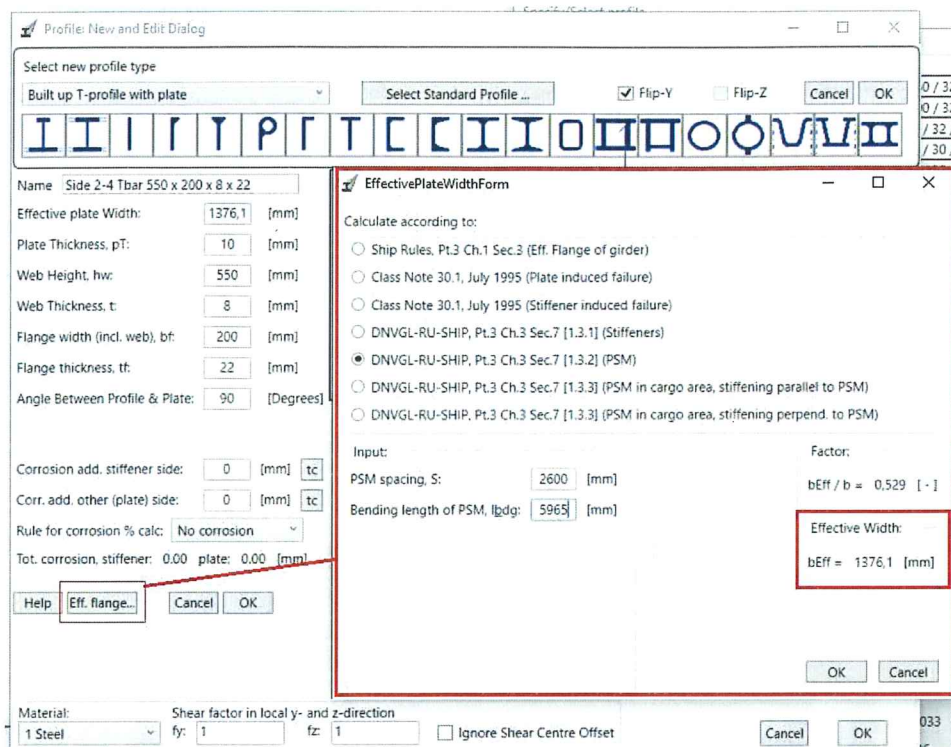 Specify/Select profile
Profile: New and Edit Dialog
Select new profile type
Built up T-profile with plate
Select Standard Profile ...
Flip-Y
Flip-Z
Cancel
OK
/ 32
/ 32
/ 32
/ 30
Name
Side 2-4 Tbar 550 x 200 x 8 x 22
Effective plate Width: 1376,1 [mm]
Plate Thickness, pT: 10 [mm]
Web Height, hw: 550 [mm]
Web Thickness, t: 8 [mm]
Flange width (incl. web), bf: 200 [mm]
Flange thickness, tf: 22 [mm]
Angle Between Profile & Plate: 90 [Degrees]
Corrosion add. stiffener side: 0 [mm] tc
Corr. add. other (plate) side: 0 [mm] tc
Rule for corrosion % calc: No corrosion
Tot. corrosion, stiffener: 0.00 plate: 0.00 [mm]
Help
Eff. flange...
Cancel
OK
EffectivePlateWidthForm
Calculate according to:
Ship Rules, Pt.3 Ch.1 Sec.3 (Eff. Flange of girder)
Class Note 30.1, July 1995 (Plate induced failure)
Class Note 30.1, July 1995 (Stiffener induced failure)
DNVGL-RU-SHIP, Pt.3 Ch.3 Sec.7 [1.3.1] (Stiffeners)
DNVGL-RU-SHIP, Pt.3 Ch.3 Sec.7 [1.3.2] (PSM)
DNVGL-RU-SHIP, Pt.3 Ch.3 Sec.7 [1.3.3] (PSM in cargo area, stiffening parallel to PSM)
DNVGL-RU-SHIP, Pt.3 Ch.3 Sec.7 [1.3.3] (PSM in cargo area, stiffening perpend. to PSM)
Input:
PSM spacing, S: 2600 [mm]
Bending length of PSM, lbdg: 5965 [mm]
Factor:
bEff / b = 0,529 [ - ]
Effective Width:
bEff = 1376,1 [mm]
OK
Cancel
Material:
1 Steel
Shear factor in local y- and z-direction
fy: 1
fz: 1
Ignore Shear Centre Offset
Cancel
OK
033